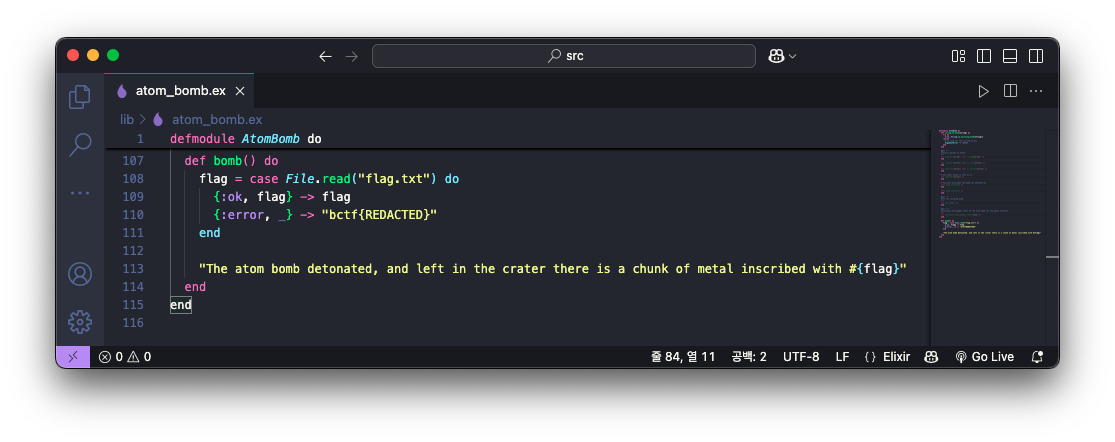 src
atom_bomb.ex
lib > atom_bomb.ex
1 defmodule AtomBomb do
107 def bomb() do
108 flag = case File.read("flag.txt") do
109 {:ok, flag} -> flag
110 {:error, _} -> "bctf{REDACTED}"
111 end
112
113 "The atom bomb detonated, and left in the crater there is a chunk of metal inscribed with #{flag}"
114 end
115 end
116
0 0 줄 84, 열 11 공백: 2 UTF-8 LF {} Elixir Go Live